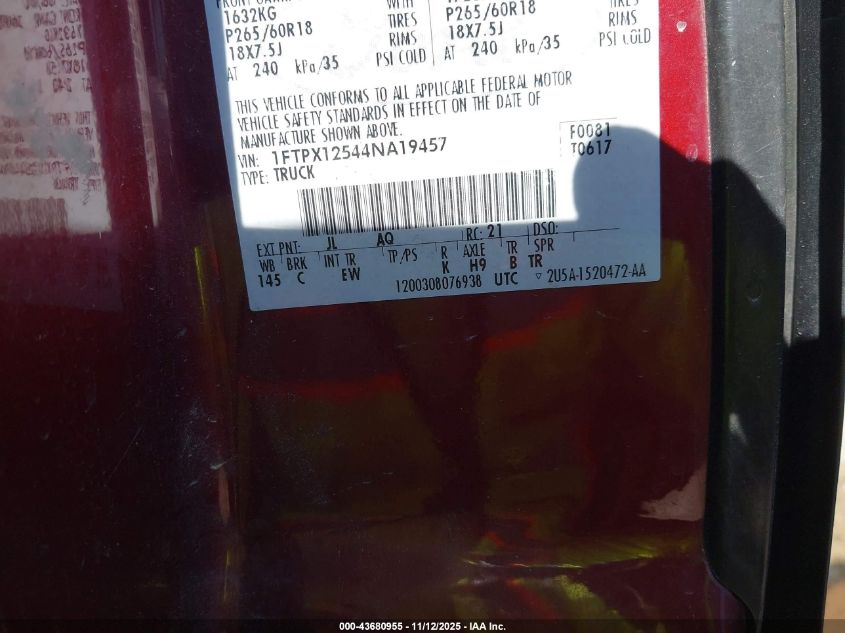 1632KG WITH
P265/60R18 TIRES P265/60R18 TIRES
18X7.5J RIMS 18X7.5J RIMS
AT 240 kPa/35 PSI COLD AT 240 kPa/35 PSI COLD
THIS VEHICLE CONFORMS TO ALL APPLICABLE FEDERAL MOTOR
VEHICLE SAFETY STANDARDS IN EFFECT ON THE DATE OF
MANUFACTURE SHOWN ABOVE.
VIN: 1FTPX12544NA19457 F0081
TYPE: TRUCK T0617
EXT PNT: JL AQ RC: 21 DSO:
WB BRK INT TR TP/PS R AXLE TR SPR
145 C EW K H9 B TR
1200308076938 UTC ▽ 2U5A-1520472-AA
000-43680955 - 11/12/2025 - IAA Inc.